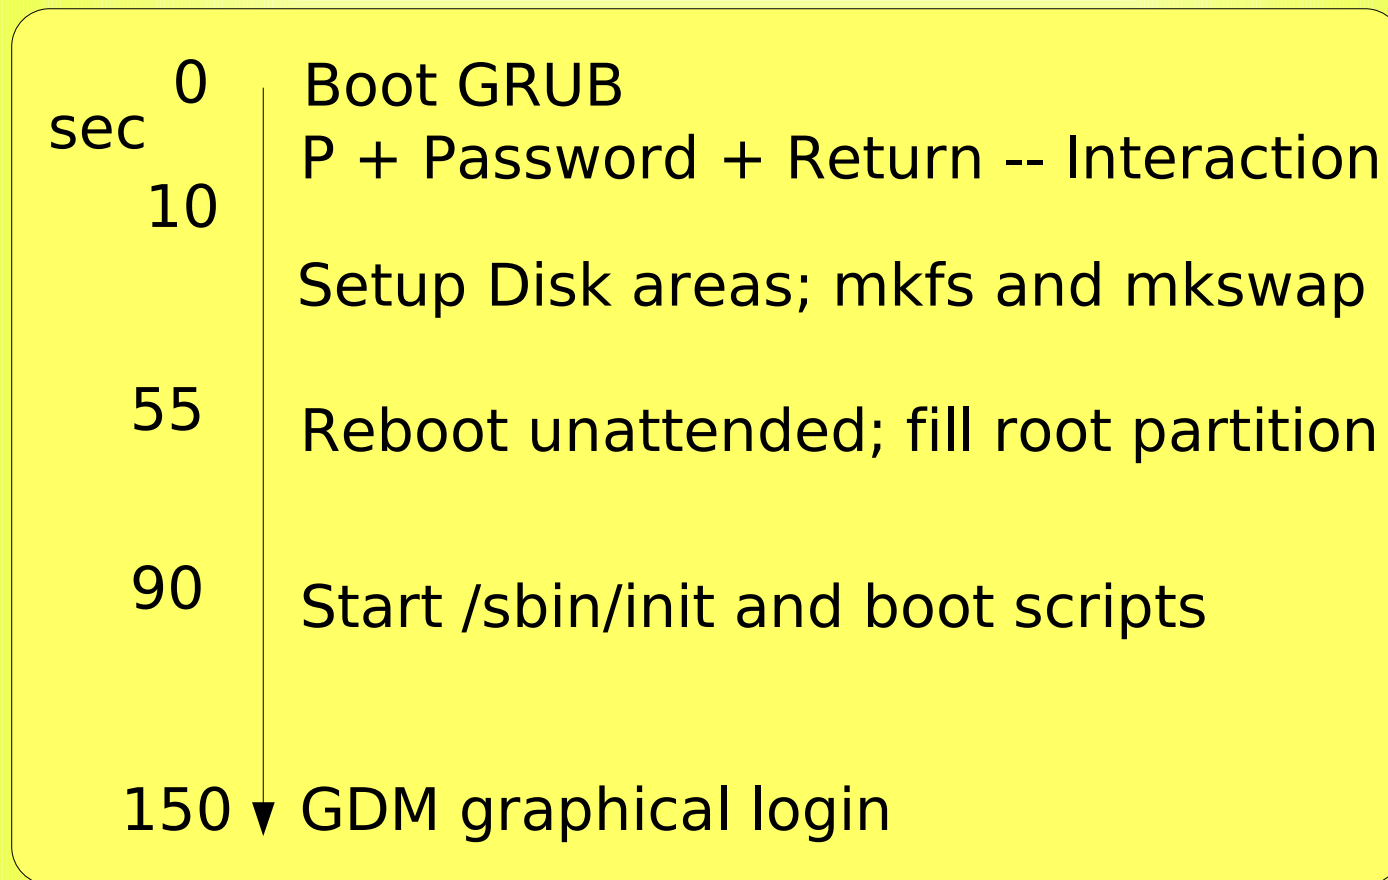 0 Boot GRUB
sec
P + Password + Return -- Interaction
10
Setup Disk areas; mkfs and mkswap
55 Reboot unattended; fill root partition
90 Start /sbin/init and boot scripts
150 GDM graphical login